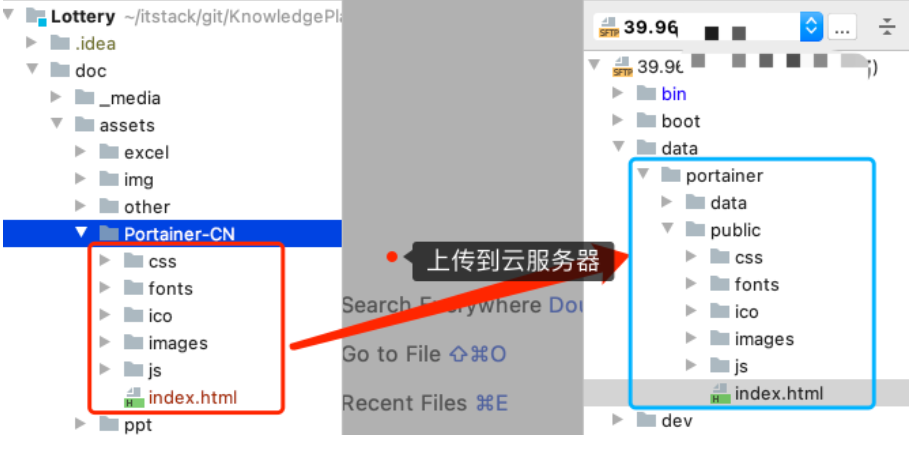 Lottery ~/itstack/git/KnowledgePla
.idea
doc
_media
assets
excel
img
other
Portainer-CN
css
fonts
ico
images
js
index.html
ppt
上传到云服务器
Search Everywhere Dou
Go to File ⇧⌘O
Recent Files ⌘E
SFTP 39.96
...
SFTP 39.96
bin
boot
data
portainer
data
public
css
fonts
ico
images
js
index.html
dev